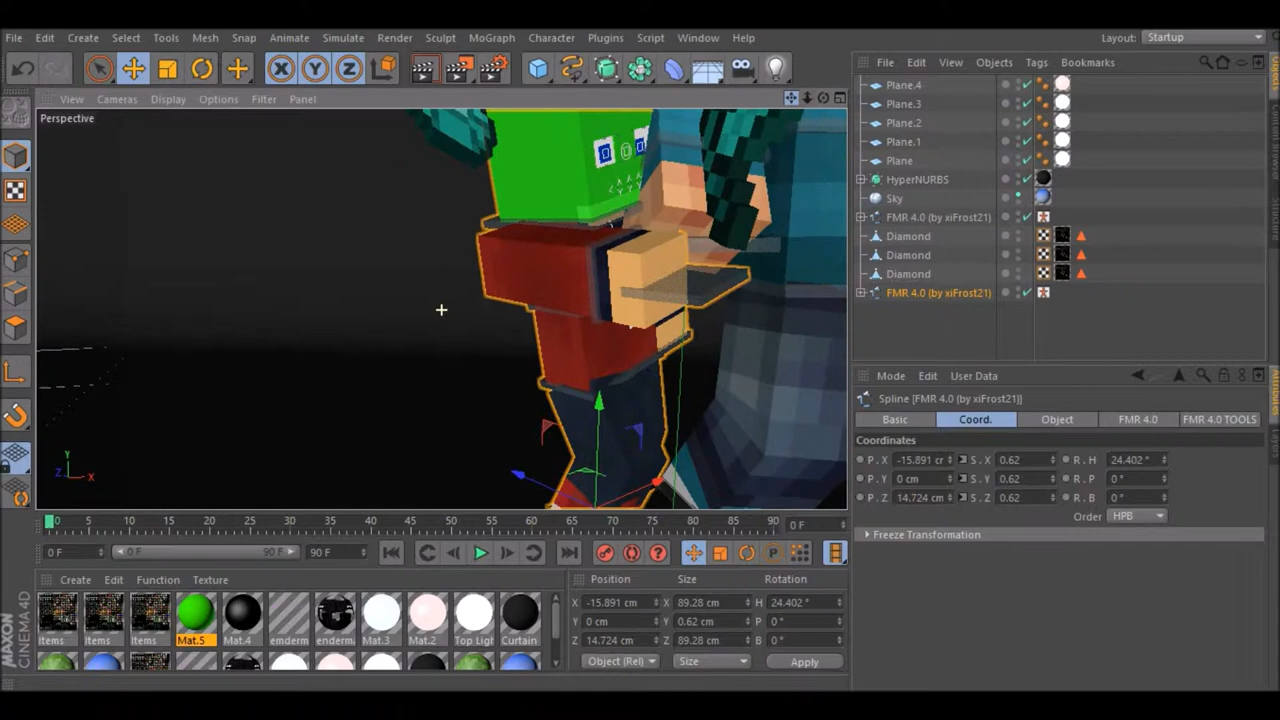 File Edit Create Select Tools Mesh Snap Animate Simulate Render MoGraph Character Plugins Script Window Help Layout: Startup
File Edit View Objects Tags Bookmarks
View Cameras Display Options Filter Panel
Perspective
Plane.4
Plane.3
Plane.2
Plane.1
Plane
HyperNURBS
Sky
FMR 4.0 (by xiFrost21)
Diamond
Diamond
Diamond
FMR 4.0 (by xiFrost21)
Mode Edit User Data
Spline [FMR 4.0 (by xiFrost21)]
Basic Coord. Object FMR 4.0 FMR 4.0 TOOLS
Coordinates
P . X -15.891 cr S . X 0.62 R . H 24.402 °
P . Y 0 cm S . Y 0.62 R . P 0 °
P . Z 14.724 cm S . Z 0.62 R . B 0 °
Order HPB
Freeze Transformation
Y
Z X
0 5 10 15 20 25 30 35 40 45 50 55 60 65 70 75 80 85 90 0 F
0 F 0 F 90 F 90 F
Create Edit Function Texture
Items Items Items Mat.5 Mat.4 emderm enderma Mat.3 Mat.2 Top Ligh Curtain
Position Size Rotation
X -15.891 cm X 89.28 cm H 24.402 °
Y 0 cm Y 0.62 cm P 0 °
Z 14.724 cm Z 89.28 cm B 0 °
Object (Rel) Size Apply
MAXON
CINEMA4D